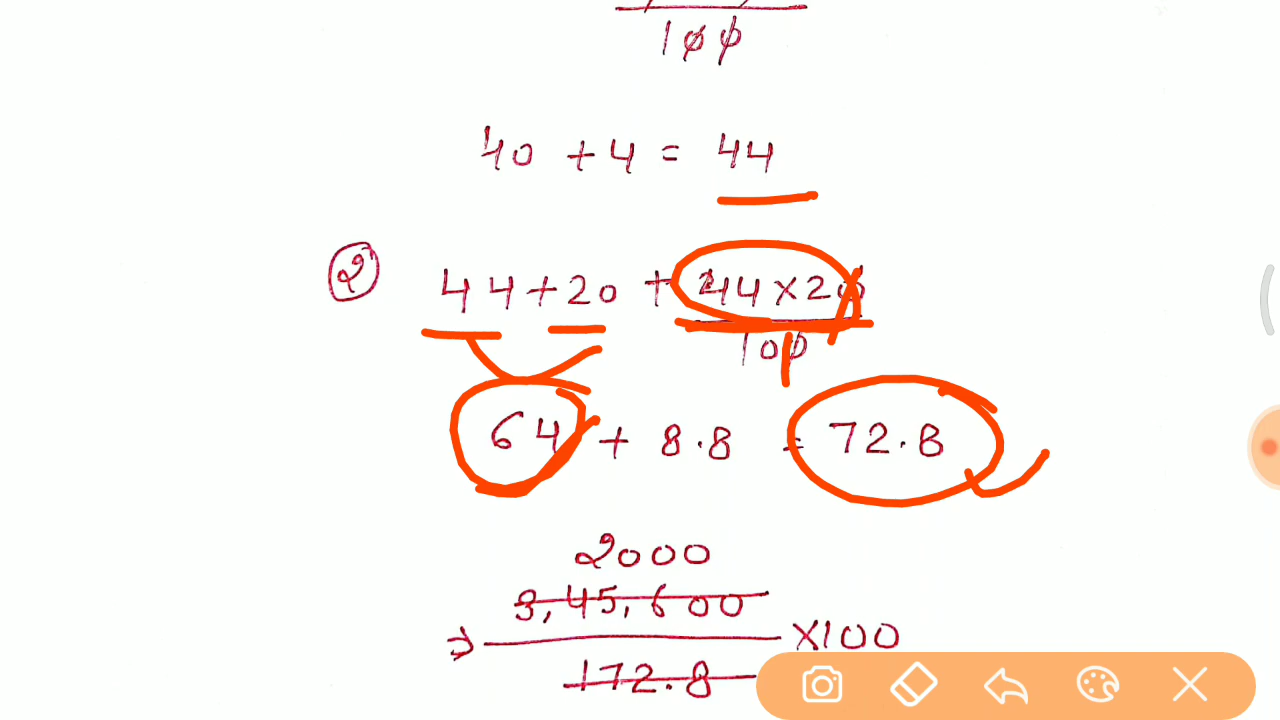 100
40 + 4 = 44
2 44 + 20 + 44 x 20
100
64 + 8.8 = 72.8
2000
3,45,600
⇒ x100
172.8